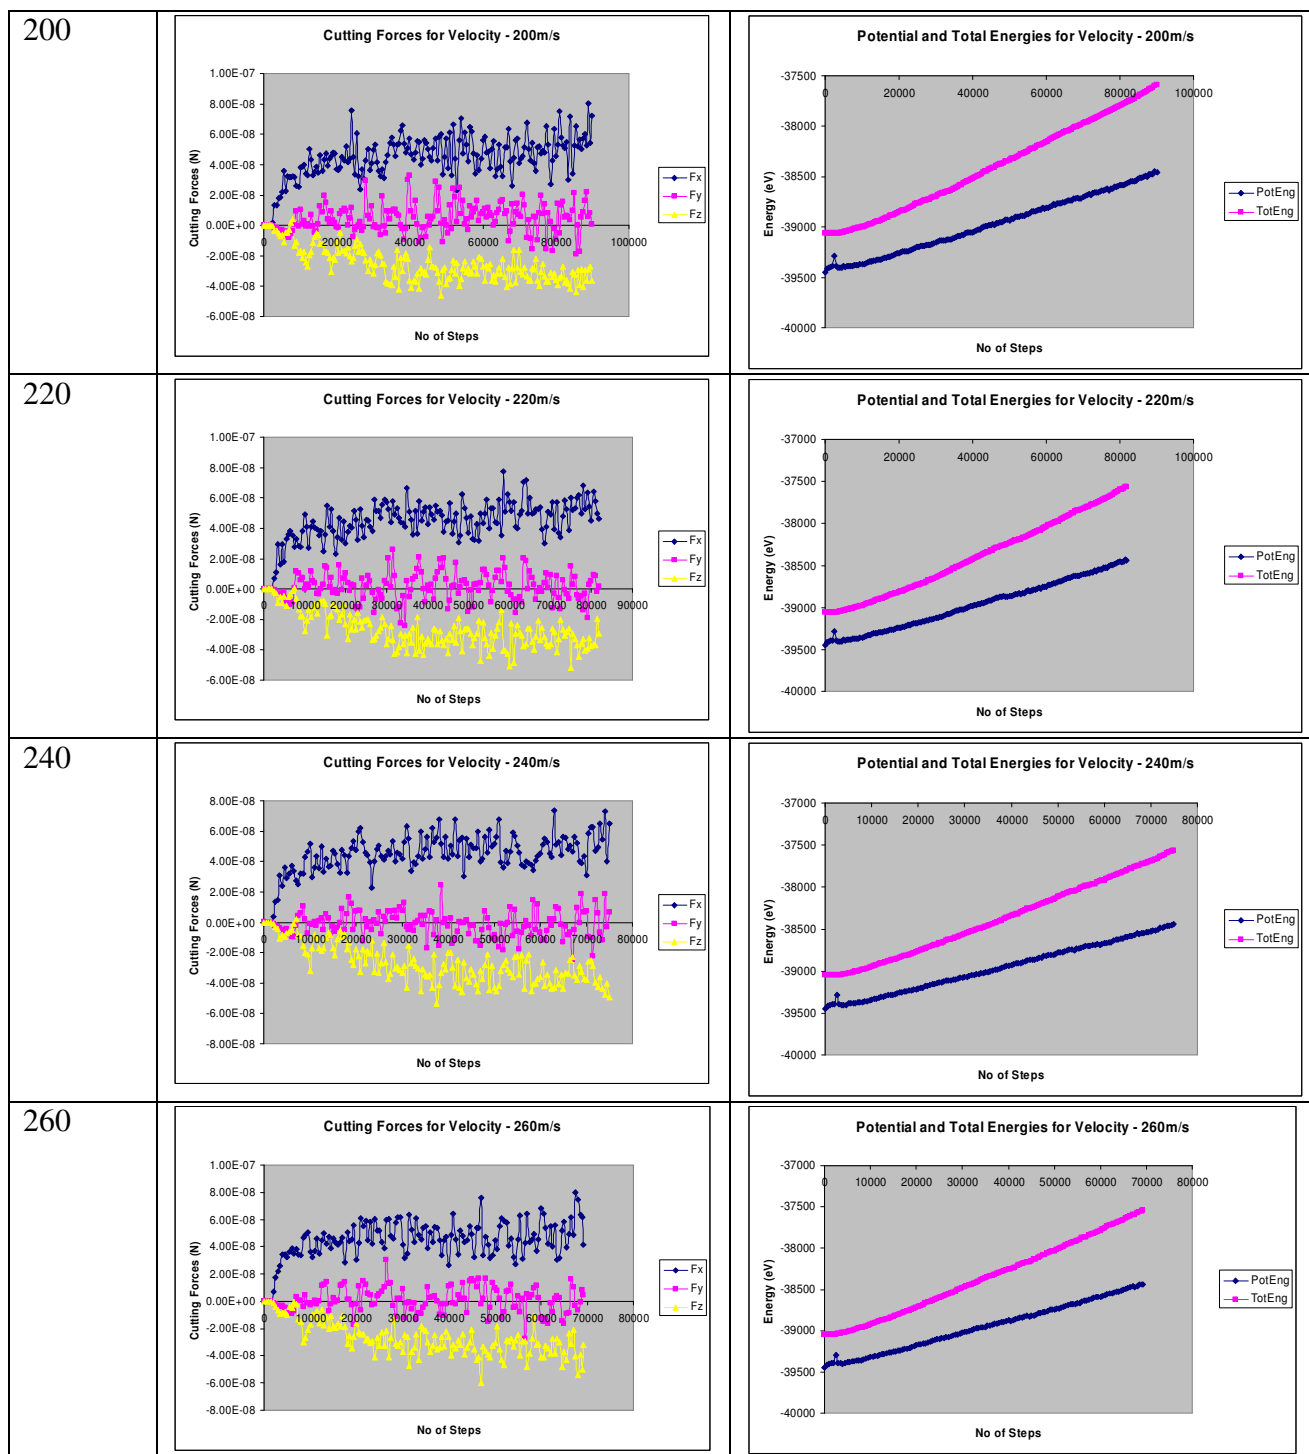 200
Cutting Forces for Velocity - 200m/s
1.00E-07
8.00E-08
6.00E-08
4.00E-08
2.00E-08
0.00E+00
-2.00E-08
-4.00E-08
-6.00E-08
0 20000 40000 60000 80000 100000
Cutting Forces (N)
No of Steps
Fx
Fy
Fz
Potential and Total Energies for Velocity - 200m/s
-37500
-38000
-38500
-39000
-39500
-40000
0 20000 40000 60000 80000 100000
Energy (eV)
No of Steps
PotEng
TotEng
220
Cutting Forces for Velocity - 220m/s
1.00E-07
8.00E-08
6.00E-08
4.00E-08
2.00E-08
0.00E+00
-2.00E-08
-4.00E-08
-6.00E-08
0 10000 20000 30000 40000 50000 60000 70000 80000 90000
Cutting Forces (N)
No of Steps
Fx
Fy
Fz
Potential and Total Energies for Velocity - 220m/s
-37000
-37500
-38000
-38500
-39000
-39500
-40000
0 20000 40000 60000 80000 100000
Energy (eV)
No of Steps
PotEng
TotEng
240
Cutting Forces for Velocity - 240m/s
8.00E-08
6.00E-08
4.00E-08
2.00E-08
0.00E+00
-2.00E-08
-4.00E-08
-6.00E-08
-8.00E-08
0 10000 20000 30000 40000 50000 60000 70000 80000
Cutting Forces (N)
No of Steps
Fx
Fy
Fz
Potential and Total Energies for Velocity - 240m/s
-37000
-37500
-38000
-38500
-39000
-39500
-40000
0 10000 20000 30000 40000 50000 60000 70000 80000
Energy (eV)
No of Steps
PotEng
TotEng
260
Cutting Forces for Velocity - 260m/s
1.00E-07
8.00E-08
6.00E-08
4.00E-08
2.00E-08
0.00E+00
-2.00E-08
-4.00E-08
-6.00E-08
-8.00E-08
0 10000 20000 30000 40000 50000 60000 70000 80000
Cutting Forces (N)
No of Steps
Fx
Fy
Fz
Potential and Total Energies for Velocity - 260m/s
-37000
-37500
-38000
-38500
-39000
-39500
-40000
0 10000 20000 30000 40000 50000 60000 70000 80000
Energy (eV)
No of Steps
PotEng
TotEng